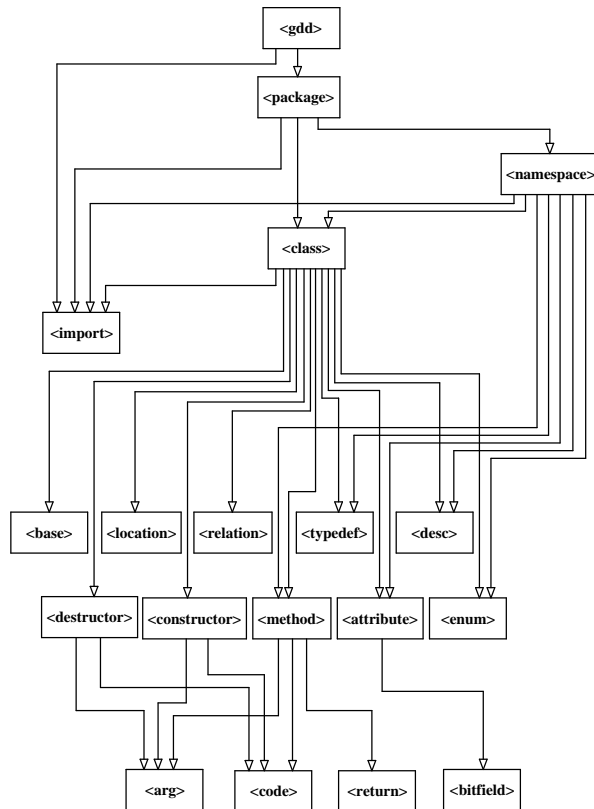 <gdd>
<package>
<namespace>
<class>
<import>
<base>
<location>
<relation>
<typedef>
<desc>
<destructor>
<constructor>
<method>
<attribute>
<enum>
<arg>
<code>
<return>
<bitfield>